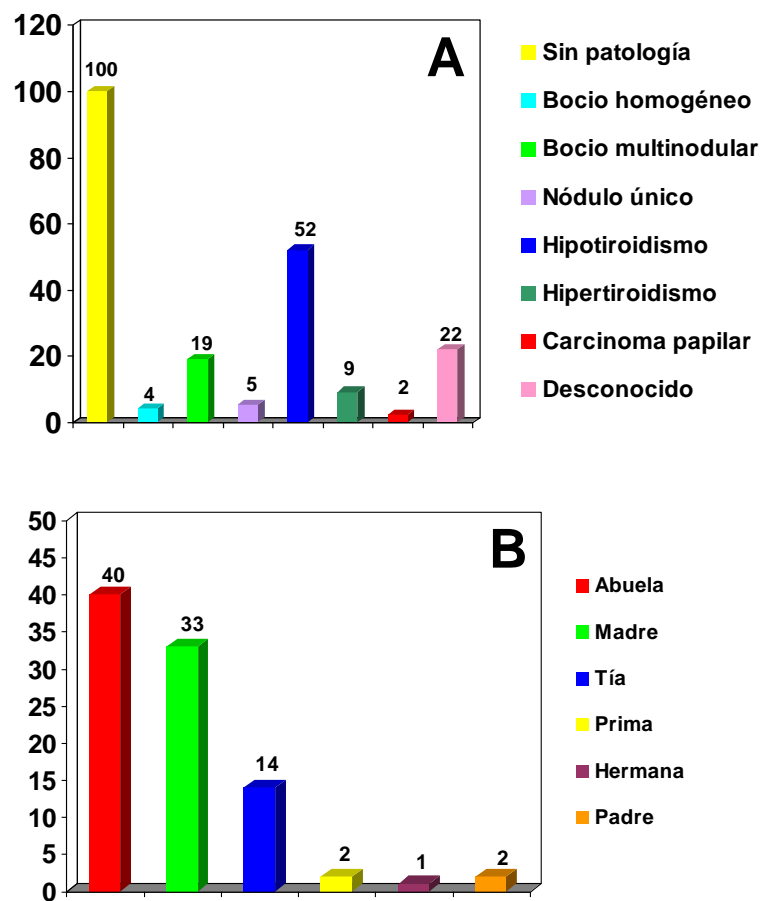 120
100
80
60
40
20
0
100
4
19
5
52
9
2
22
A
Sin patología
Bocio homogéneo
Bocio multinodular
Nódulo único
Hipotiroidismo
Hipertiroidismo
Carcinoma papilar
Desconocido
50
45
40
35
30
25
20
15
10
5
0
40
33
14
2
1
2
B
Abuela
Madre
Tía
Prima
Hermana
Padre